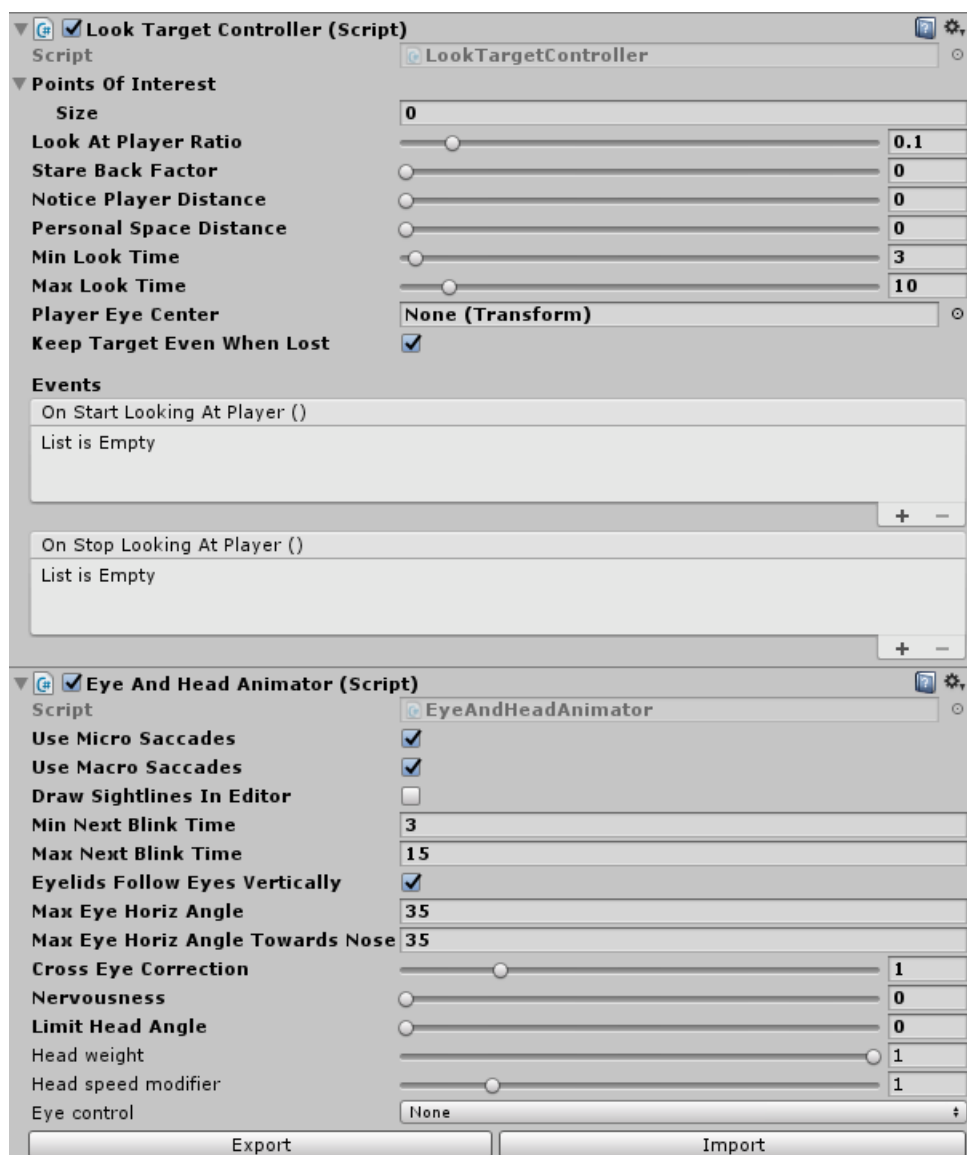 Look Target Controller (Script)
Script LookTargetController
Points Of Interest
Size 0
Look At Player Ratio 0.1
Stare Back Factor 0
Notice Player Distance 0
Personal Space Distance 0
Min Look Time 3
Max Look Time 10
Player Eye Center None (Transform)
Keep Target Even When Lost
Events
On Start Looking At Player ()
List is Empty
+ −
On Stop Looking At Player ()
List is Empty
+ −
Eye And Head Animator (Script)
Script EyeAndHeadAnimator
Use Micro Saccades
Use Macro Saccades
Draw Sightlines In Editor
Min Next Blink Time 3
Max Next Blink Time 15
Eyelids Follow Eyes Vertically
Max Eye Horiz Angle 35
Max Eye Horiz Angle Towards Nose 35
Cross Eye Correction 1
Nervousness 0
Limit Head Angle 0
Head weight 1
Head speed modifier 1
Eye control None
Export Import